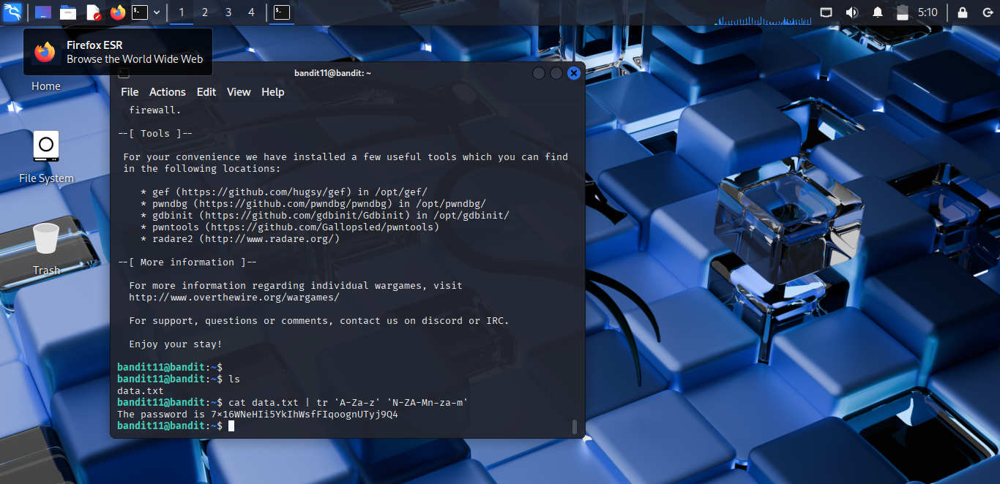 1 2 3 4
5:10
Firefox ESR
Browse the World Wide Web
Home
File System
Trash
bandit11@bandit: ~
File Actions Edit View Help
firewall.
--[ Tools ]--
For your convenience we have installed a few useful tools which you can find
in the following locations:
* gef (https://github.com/hugsy/gef) in /opt/gef/
* pwndbg (https://github.com/pwndbg/pwndbg) in /opt/pwndbg/
* gdbinit (https://github.com/gdbinit/Gdbinit) in /opt/gdbinit/
* pwntools (https://github.com/Gallopsled/pwntools)
* radare2 (http://www.radare.org/)
--[ More information ]--
For more information regarding individual wargames, visit
http://www.overthewire.org/wargames/
For support, questions or comments, contact us on discord or IRC.
Enjoy your stay!
bandit11@bandit:~$
bandit11@bandit:~$ ls
data.txt
bandit11@bandit:~$ cat data.txt | tr 'A-Za-z' 'N-ZA-Mn-za-m'
The password is 7x16WNeHIi5YkIhWsfFIqoognUTyj9Q4
bandit11@bandit:~$